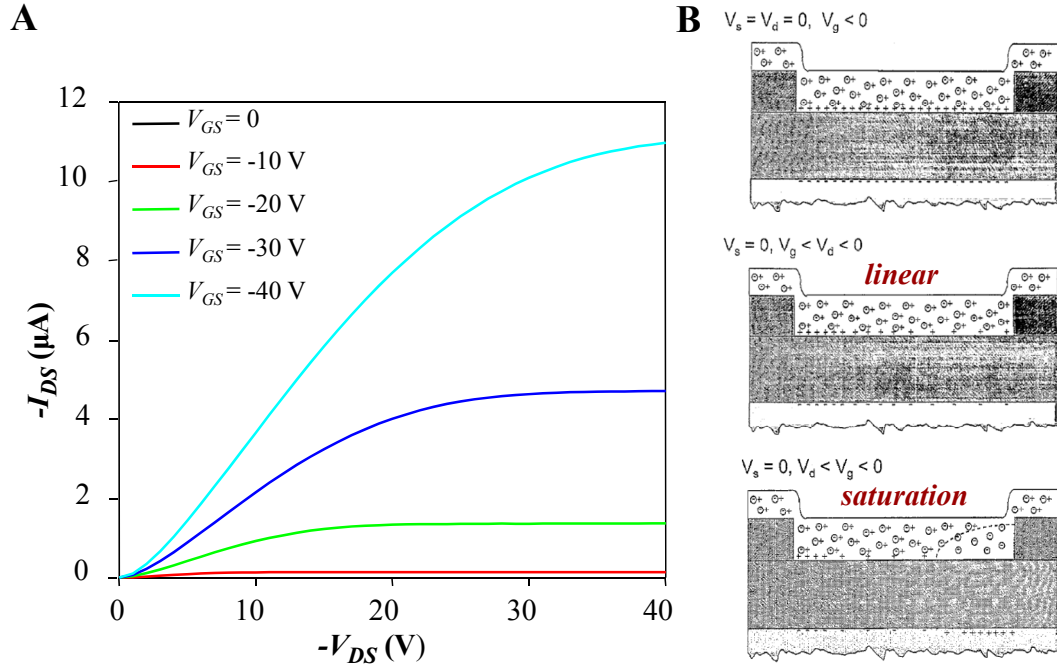 A
12
10
8
6
4
2
0
-I_DS (µA)
V_GS = 0
V_GS = -10 V
V_GS = -20 V
V_GS = -30 V
V_GS = -40 V
0
10
20
30
40
-V_DS (V)
B
V_s = V_d = 0, V_g < 0
V_s = 0, V_g < V_d < 0
linear
V_s = 0, V_d < V_g < 0
saturation